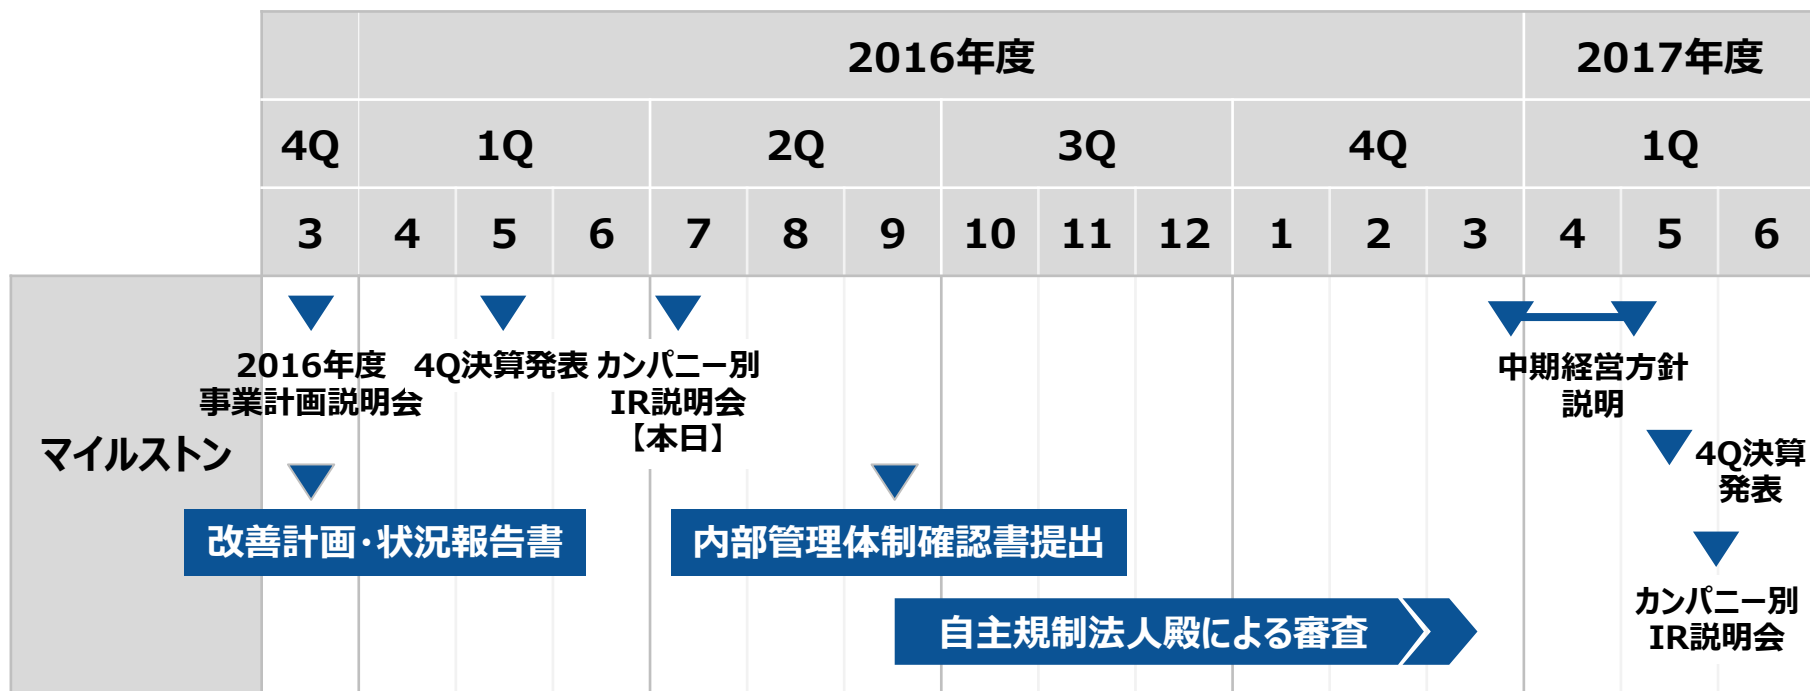 2016年度
2017年度
4Q
1Q
2Q
3Q
4Q
1Q
3
4
5
6
7
8
9
10
11
12
1
2
3
4
5
6
マイルストン
2016年度
事業計画説明会
4Q決算発表
カンパニー別
IR説明会
【本日】
中期経営方針
説明
4Q決算
発表
改善計画・状況報告書
内部管理体制確認書提出
自主規制法人殿による審査
カンパニー別
IR説明会